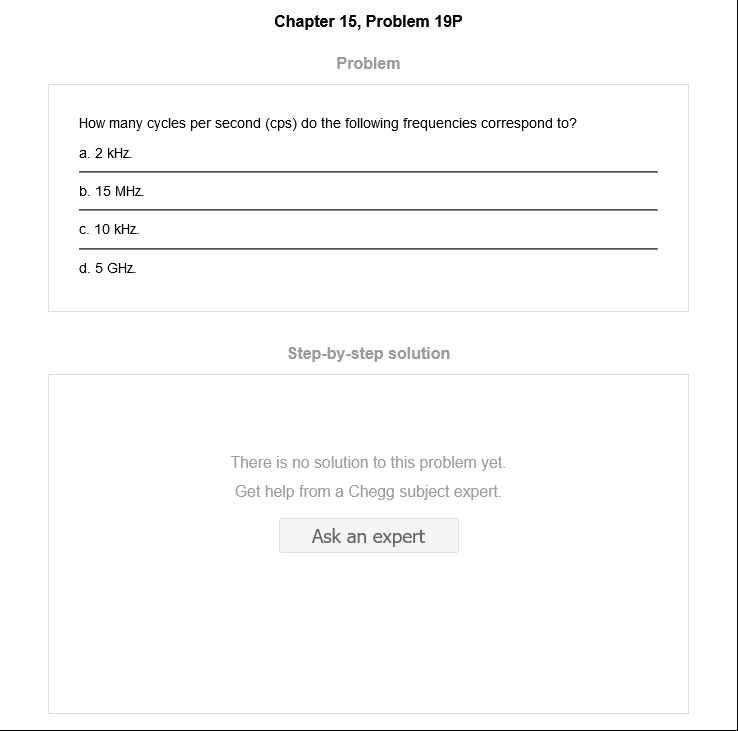 Chapter 15, Problem 19P
Problem
How many cycles per second (cps) do the following frequencies correspond to?
a. 2 kHz.
b. 15 MHz.
c. 10 kHz.
d. 5 GHz.
Step-by-step solution
There is no solution to this problem yet.
Get help from a Chegg subject expert.
Ask an expert